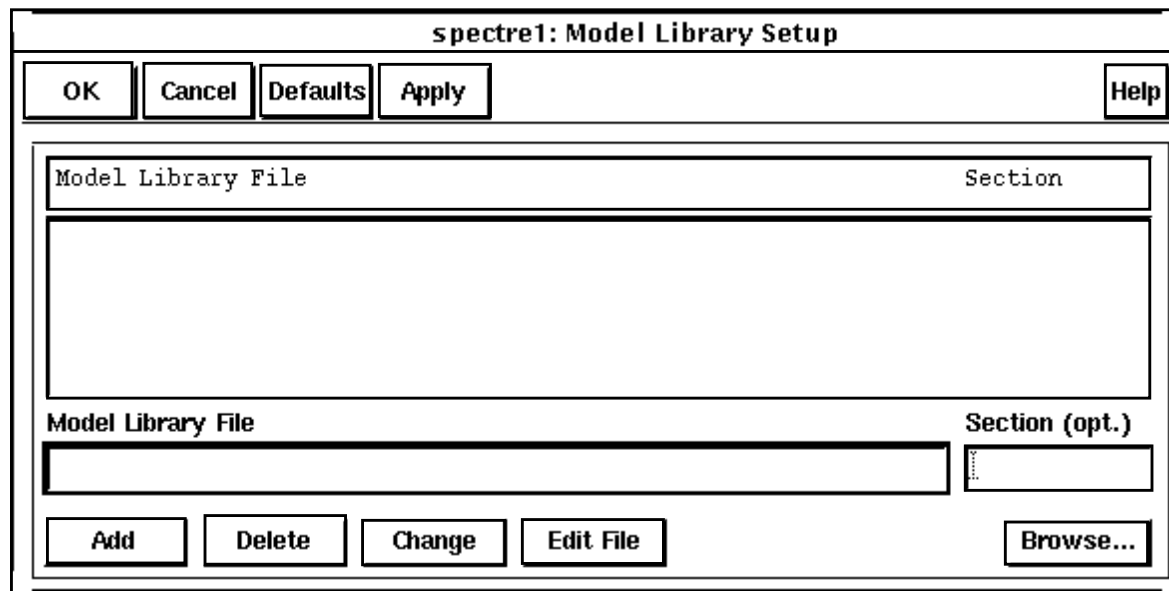 spectre1: Model Library Setup
OK Cancel Defaults Apply Help
Model Library File Section
Model Library File Section (opt.)
Add Delete Change Edit File Browse...